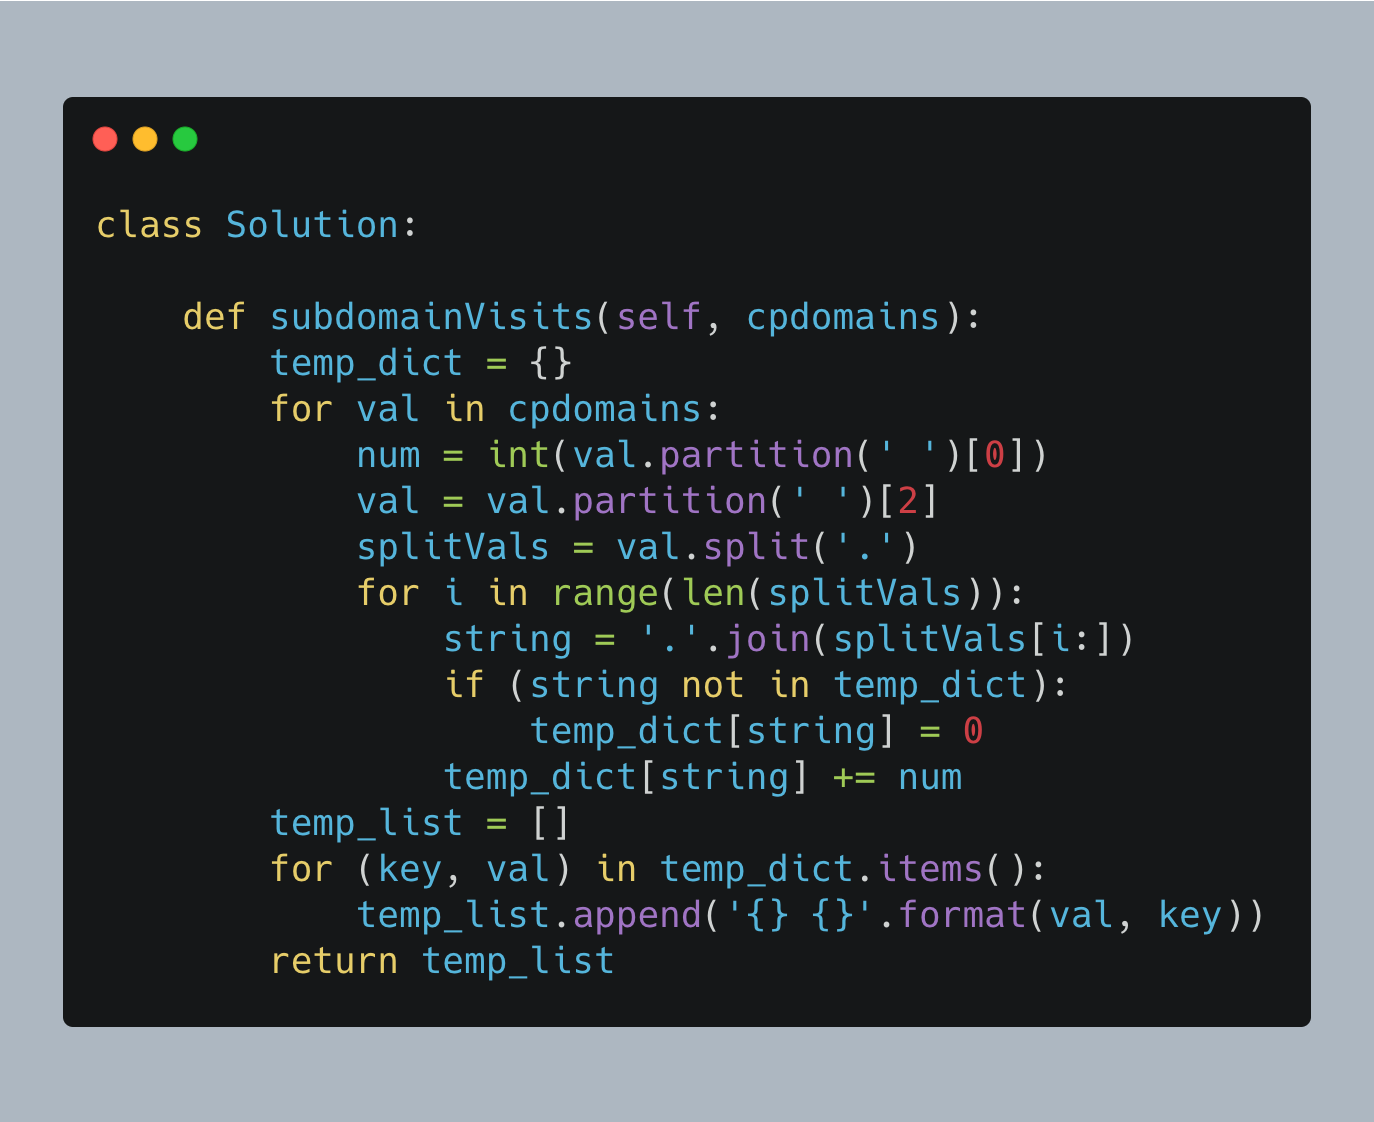 class Solution:
    def subdomainVisits(self, cpdomains):
        temp_dict = {}
        for val in cpdomains:
            num = int(val.partition(' ')[0])
            val = val.partition(' ')[2]
            splitVals = val.split('.')
            for i in range(len(splitVals)):
                string = '.'.join(splitVals[i:])
                if (string not in temp_dict):
                    temp_dict[string] = 0
                temp_dict[string] += num
        temp_list = []
        for (key, val) in temp_dict.items():
            temp_list.append('{} {}'.format(val, key))
        return temp_list